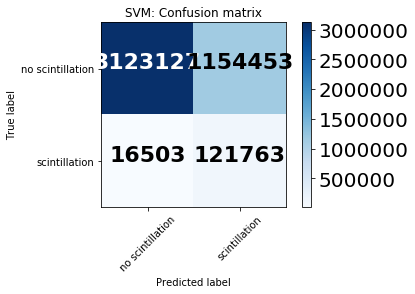 SVM: Confusion matrix
True label
no scintillation
scintillation
3123127 1154453
16503 121763
3000000
2500000
2000000
1500000
1000000
500000
no scintillation
scintillation
Predicted label